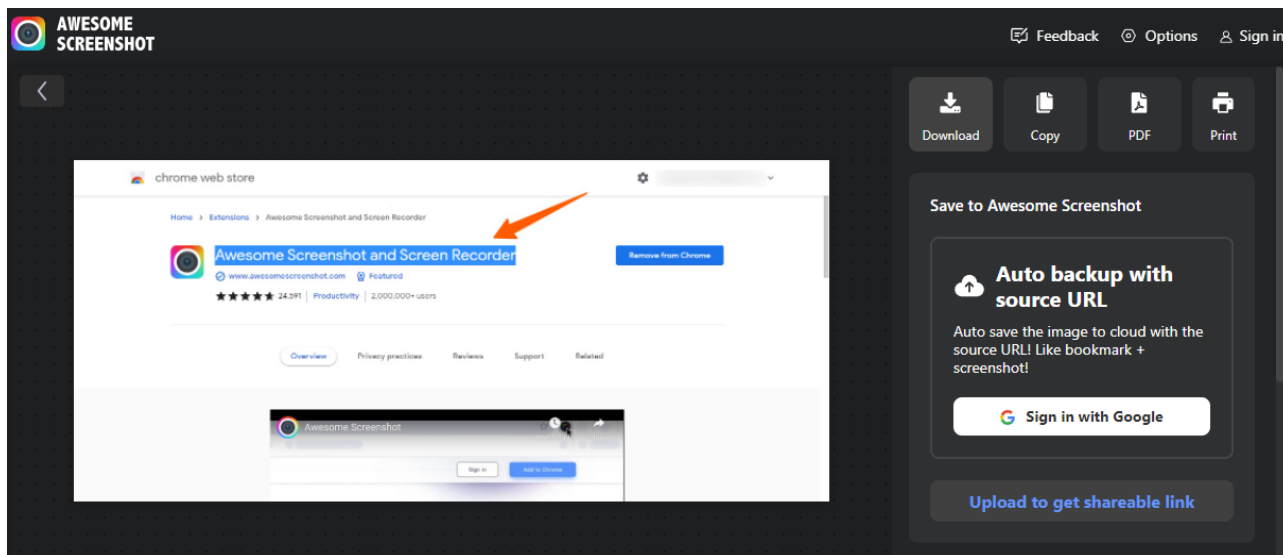 AWESOME
SCREENSHOT
Feedback
Options
Sign in
Download
Copy
PDF
Print
chrome web store
Home > Extensions > Awesome Screenshot and Screen Recorder
Awesome Screenshot and Screen Recorder
Remove from Chrome
www.awesomescreenshot.com
Featured
24,591 | Productivity | 2,000,000+ users
Overview
Privacy practices
Reviews
Support
Related
Awesome Screenshot
Sign in
Add to Chrome
Save to Awesome Screenshot
Auto backup with
source URL
Auto save the image to cloud with the
source URL! Like bookmark +
screenshot!
Sign in with Google
Upload to get shareable link